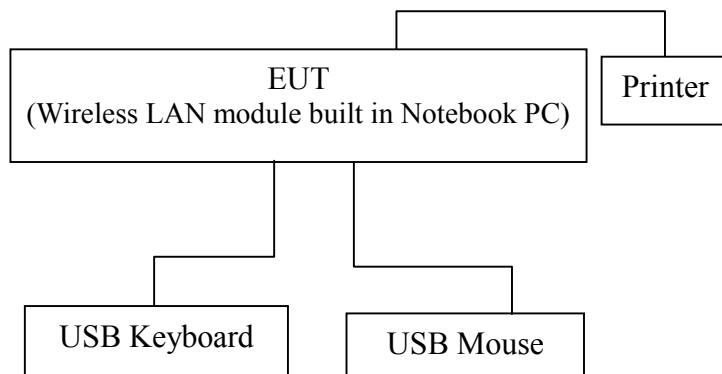 EUT
(Wireless LAN module built in Notebook PC)
Printer
USB Keyboard
USB Mouse